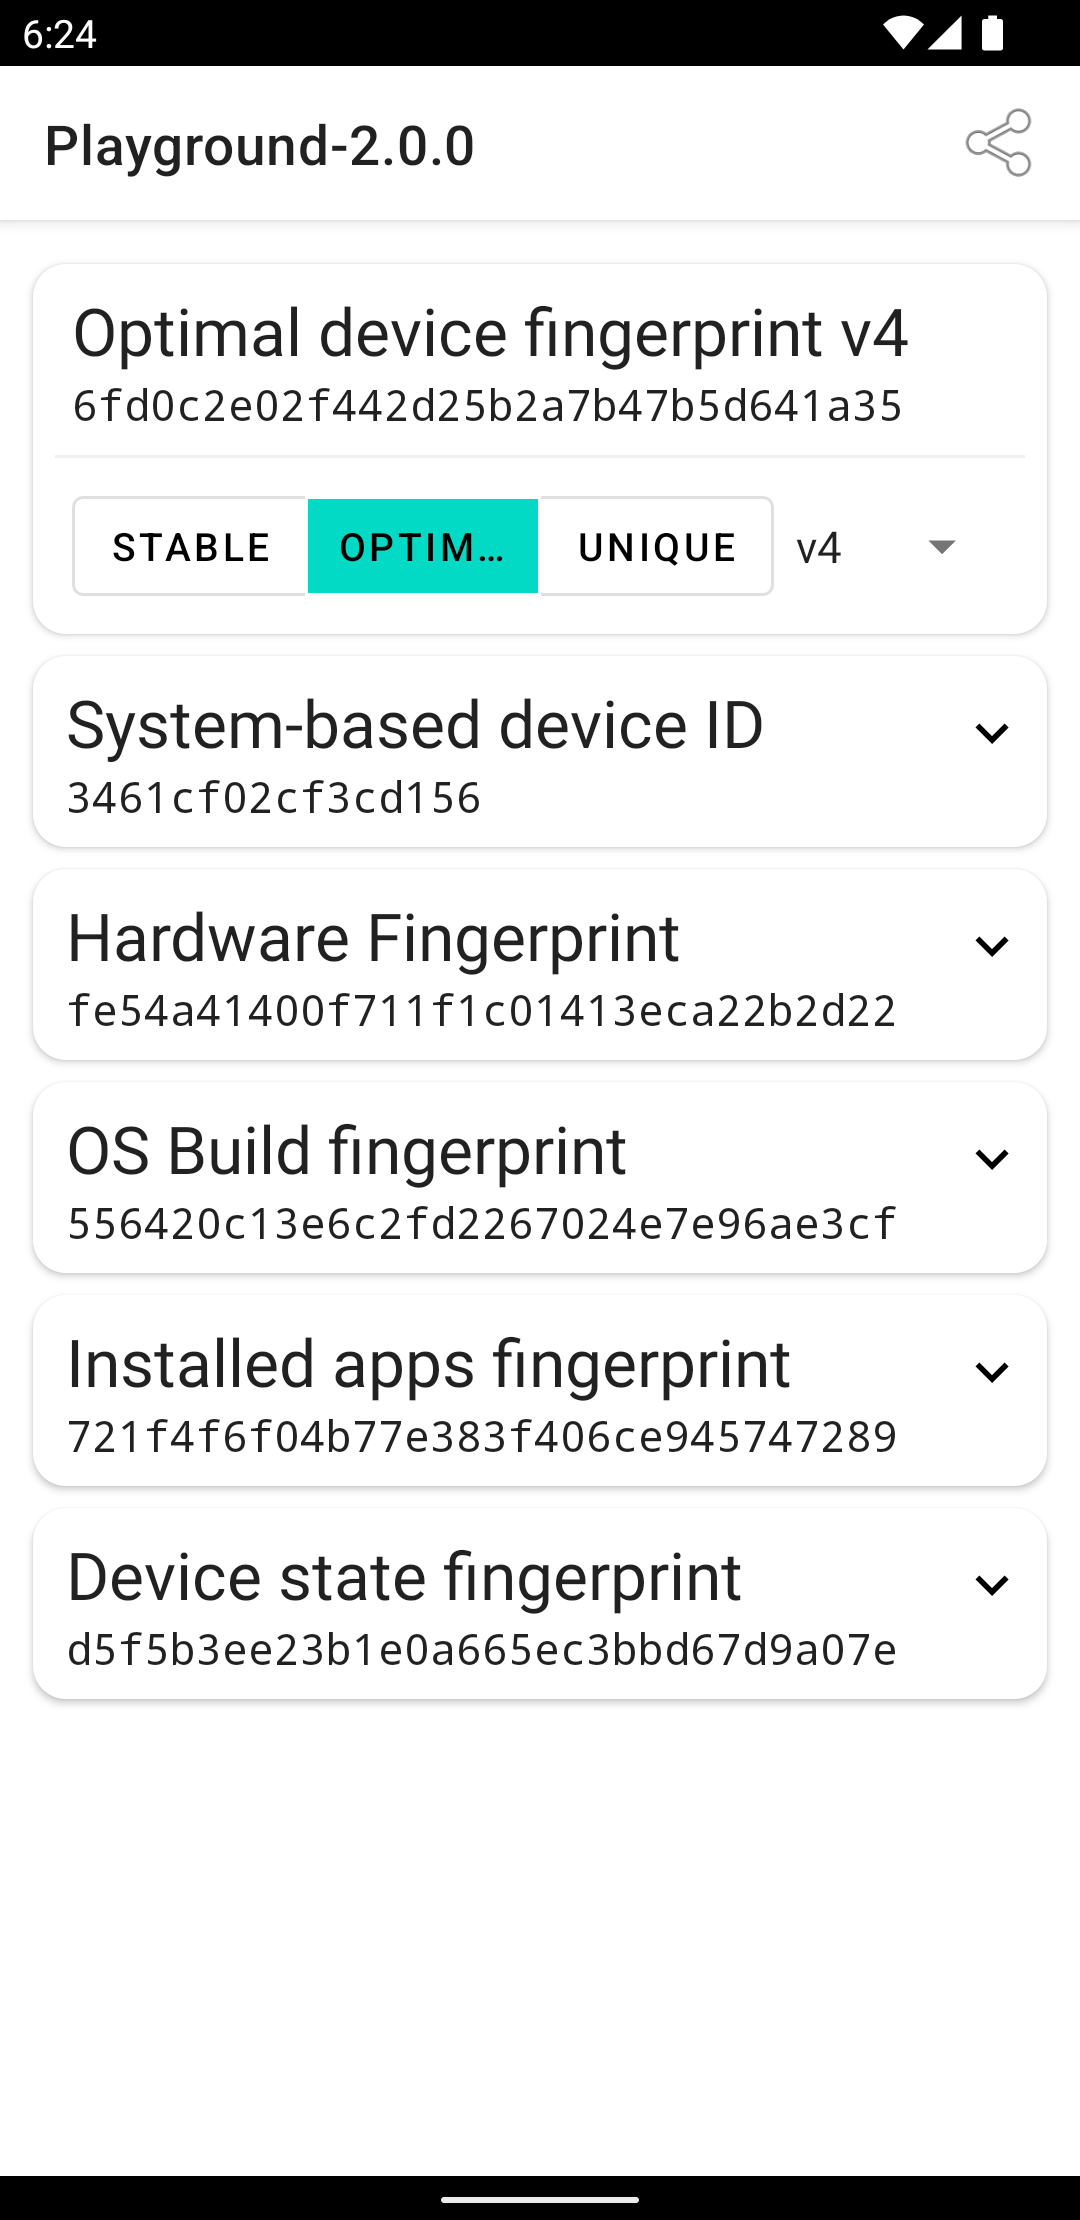 6:24
Playground-2.0.0
Optimal device fingerprint v4
6fd0c2e02f442d25b2a7b47b5d641a35
STABLE OPTIM… UNIQUE v4
System-based device ID
3461cf02cf3cd156
Hardware Fingerprint
fe54a41400f711f1c01413eca22b2d22
OS Build fingerprint
556420c13e6c2fd2267024e7e96ae3cf
Installed apps fingerprint
721f4f6f04b77e383f406ce945747289
Device state fingerprint
d5f5b3ee23b1e0a665ec3bbd67d9a07e